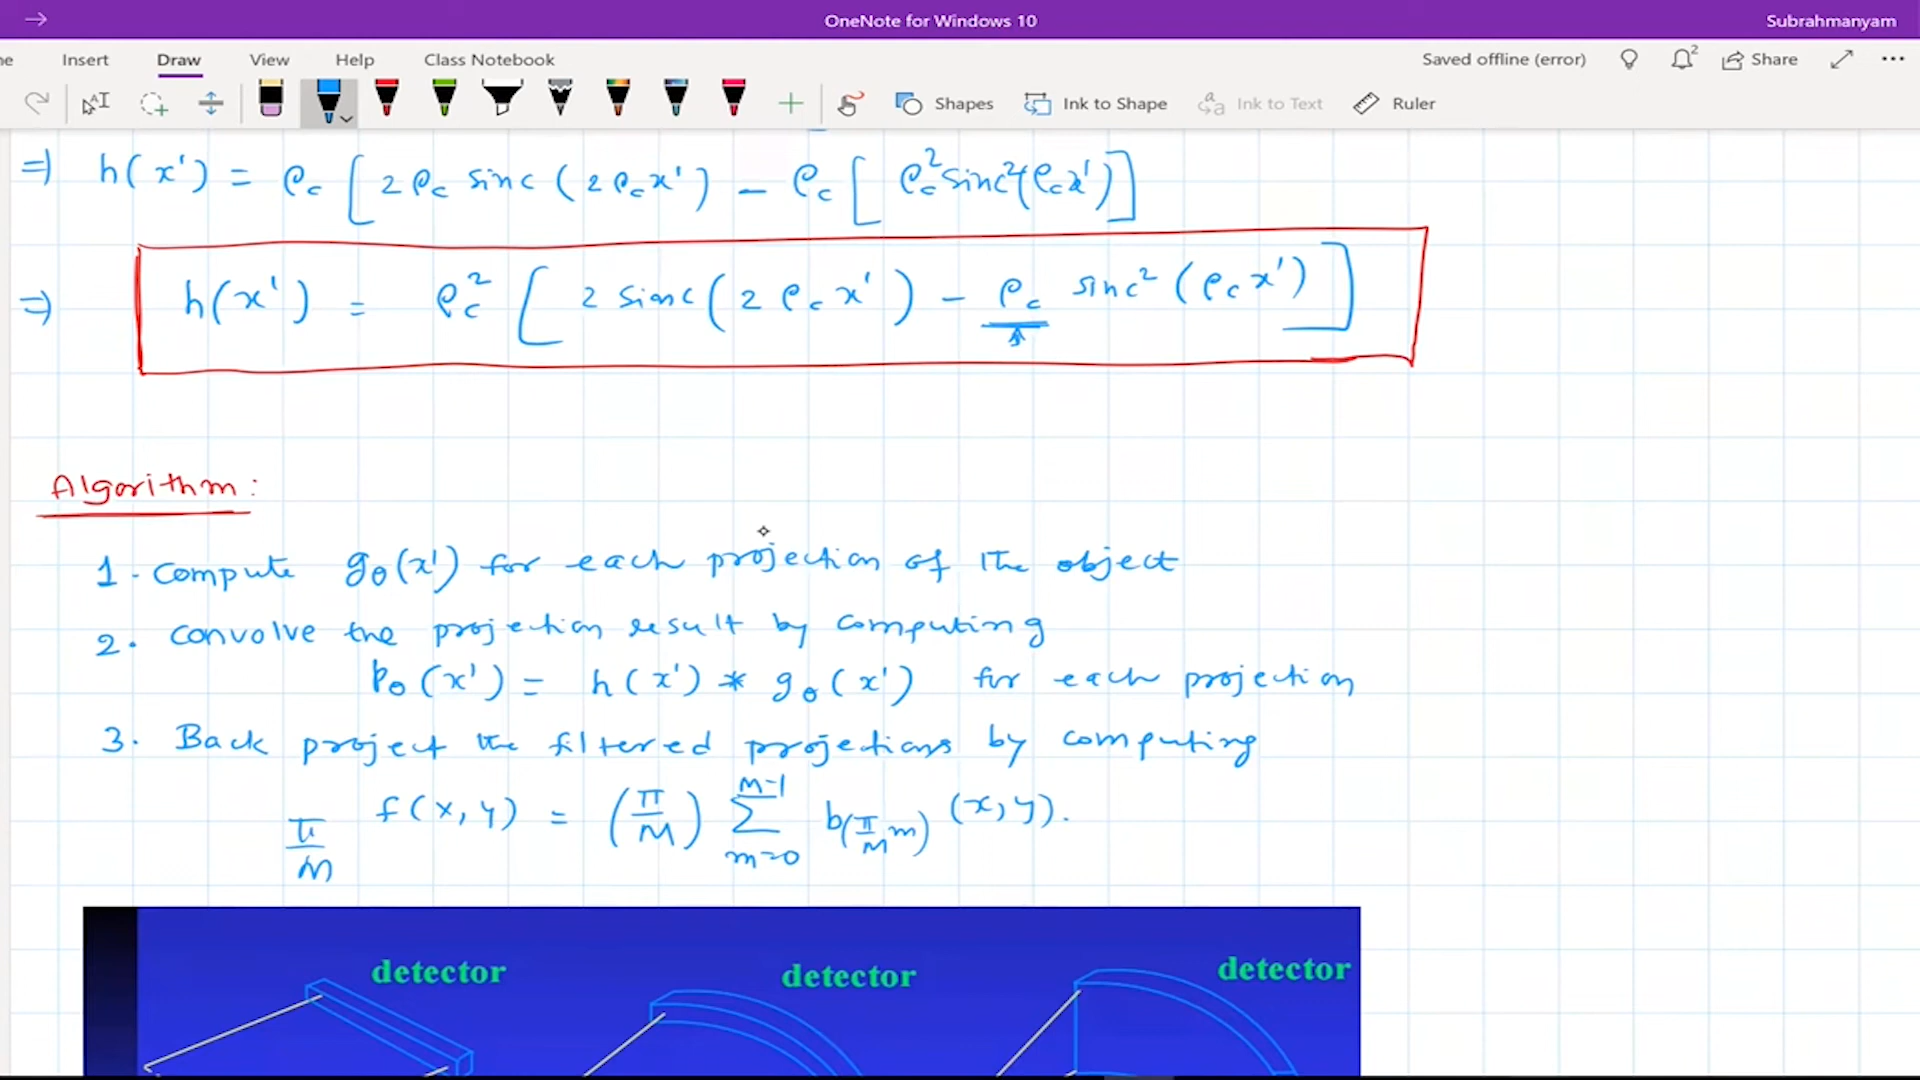 OneNote for Windows 10 Subrahmanyam
Insert Draw View Help Class Notebook Saved offline (error) 2 Share
Shapes Ink to Shape Ink to Text Ruler
⇒ h(x') = ρc [ 2ρc sinc (2ρcx') − ρc [ ρc² sinc²(ρcx') ]
⇒ h(x') = ρc² [ 2 sinc (2ρcx') − ρc sinc² (ρcx') ]
Algorithm:
1. Compute gθ(x') for each projection of the object
2. Convolve the projection result by computing
pθ(x') = h(x') * gθ(x') for each projection
3. Back project the filtered projections by computing
π/M f(x,y) = (π/M) Σ_{m=0}^{M−1} b(π/M m) (x,y).
detector detector detector